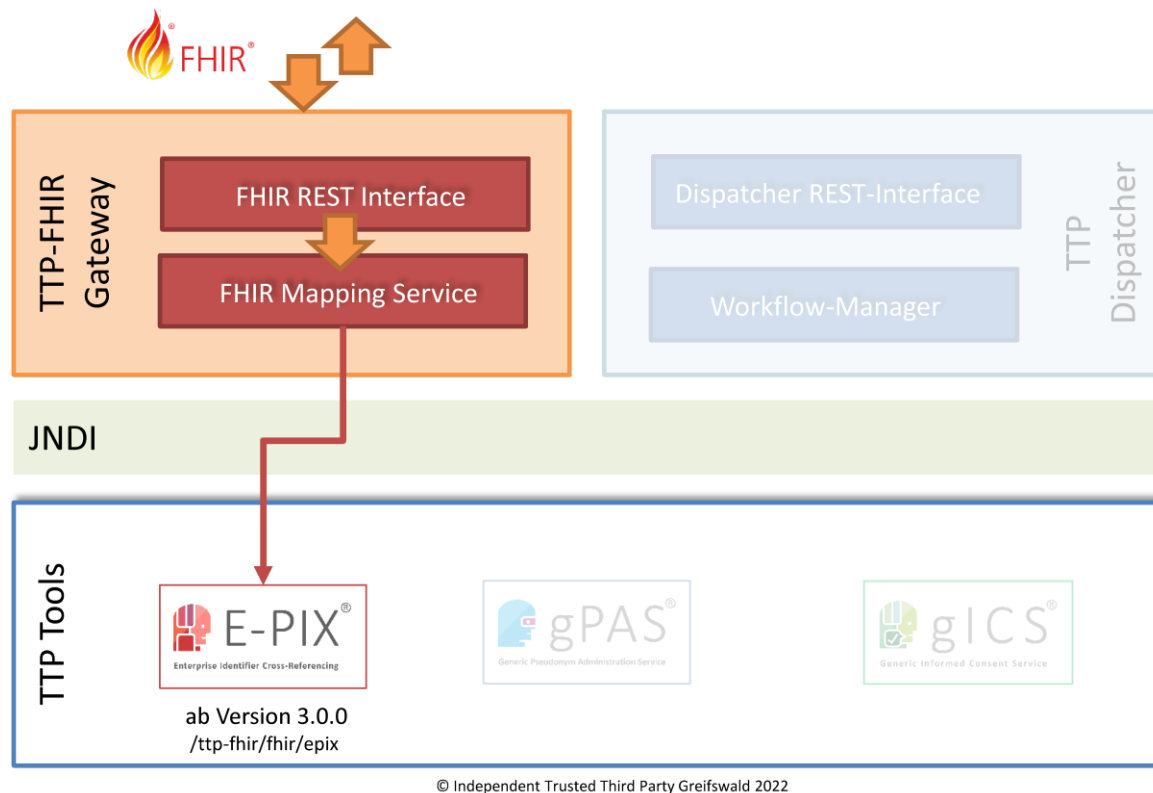 FHIR®
TTP-FHIR
Gateway
FHIR REST Interface
FHIR Mapping Service
Dispatcher REST-Interface
Workflow-Manager
TTP
Dispatcher
JNDI
TTP Tools
E-PIX®
Enterprise Identifier Cross-Referencing
ab Version 3.0.0
/ttp-fhir/fhir/epix
gPAS®
Generic Pseudonym Administration Service
gICS®
Generic Informed Consent Service
© Independent Trusted Third Party Greifswald 2022